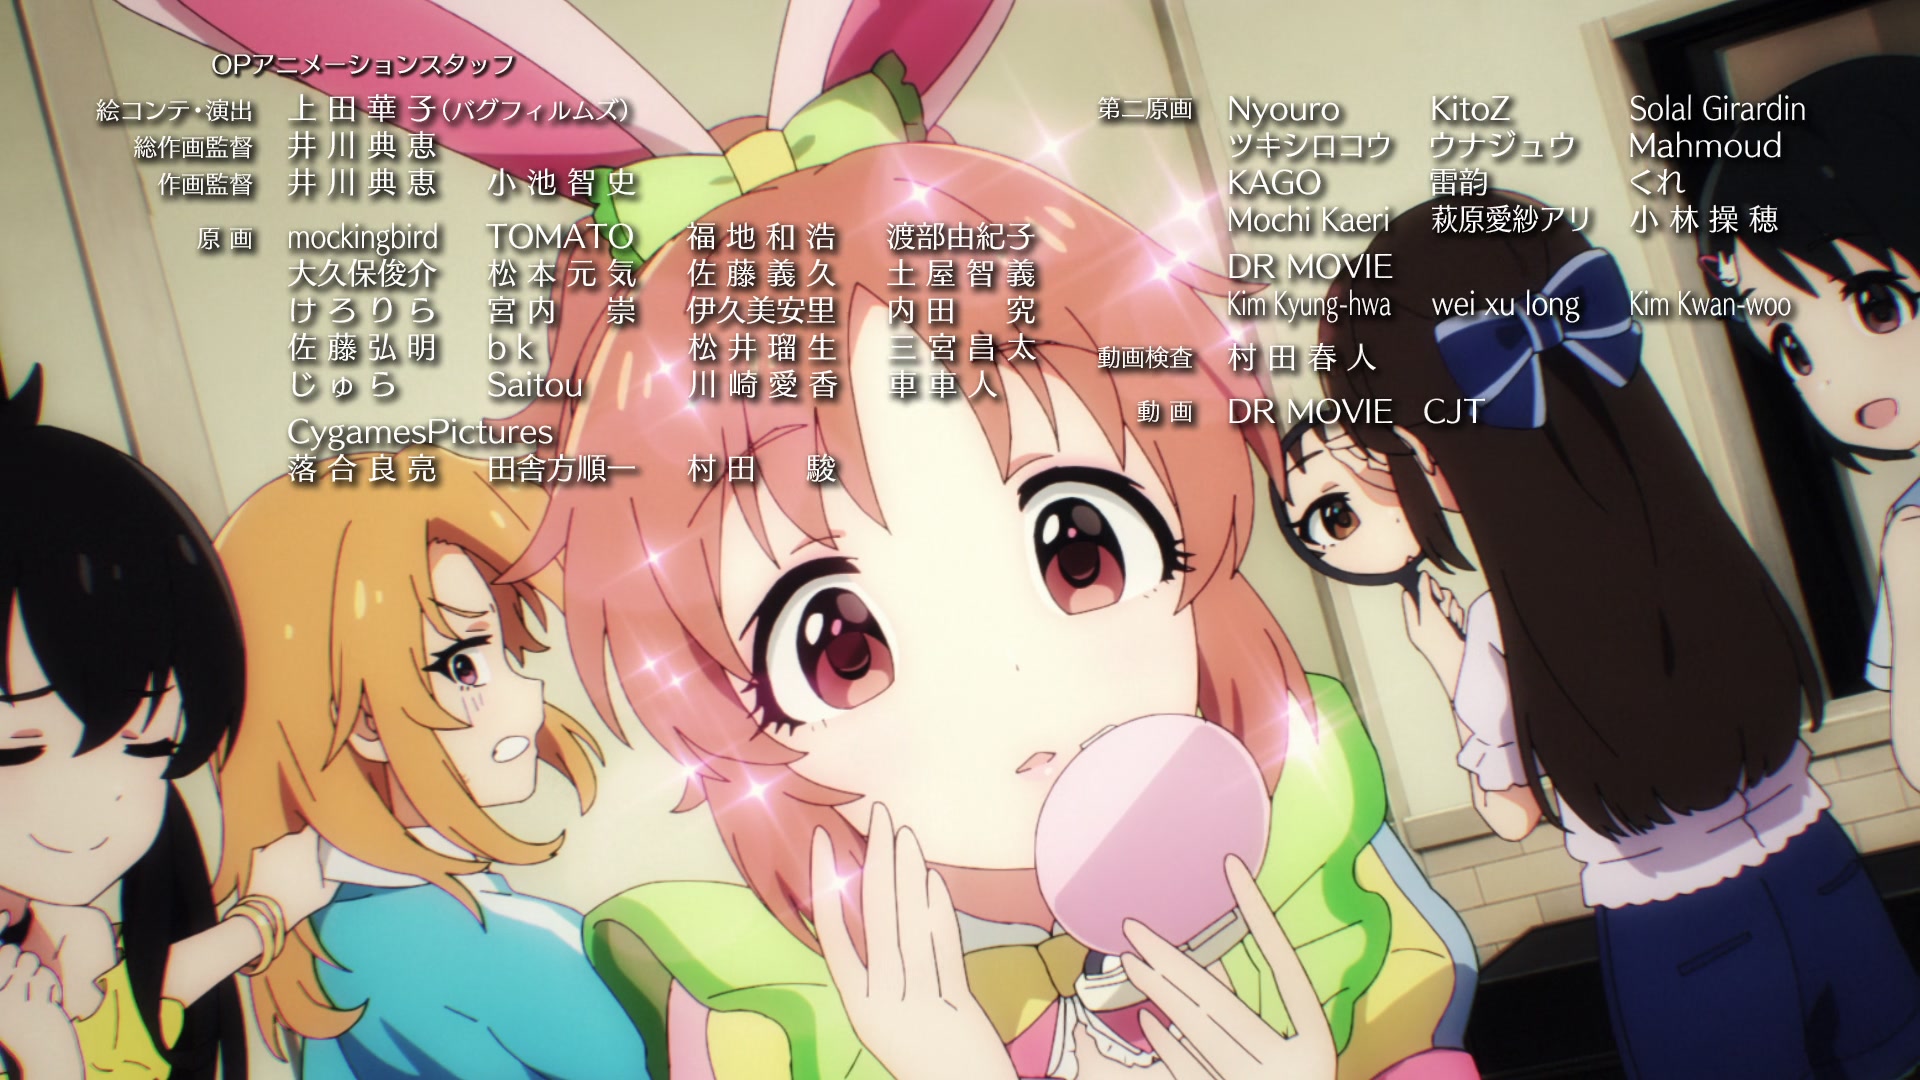 OPアニメーションスタッフ
絵コンテ・演出 上田華子(バグフィルムズ)
総作画監督 井川典恵
作画監督 井川典恵 小池智史
原画 mockingbird TOMATO 福地和浩 渡部由紀子
大久保俊介 松本元気 佐藤義久 土屋智義
けろりら 宮内崇 伊久美安里 内田究
佐藤弘明 bk 松井瑠生 三宮昌太
じゅら Saitou 川崎愛香 車車人
CygamesPictures
落合良亮 田舎方順一 村田駿
第二原画 Nyouro KitoZ Solal Girardin
ツキシロコウ ウナジュウ Mahmoud
KAGO 雷韵 くれ
Mochi Kaeri 萩原愛紗アリ 小林操穂
DR MOVIE
Kim Kyung-hwa wei xu long Kim Kwan-woo
動画検査 村田春人
動画 DR MOVIE CJT